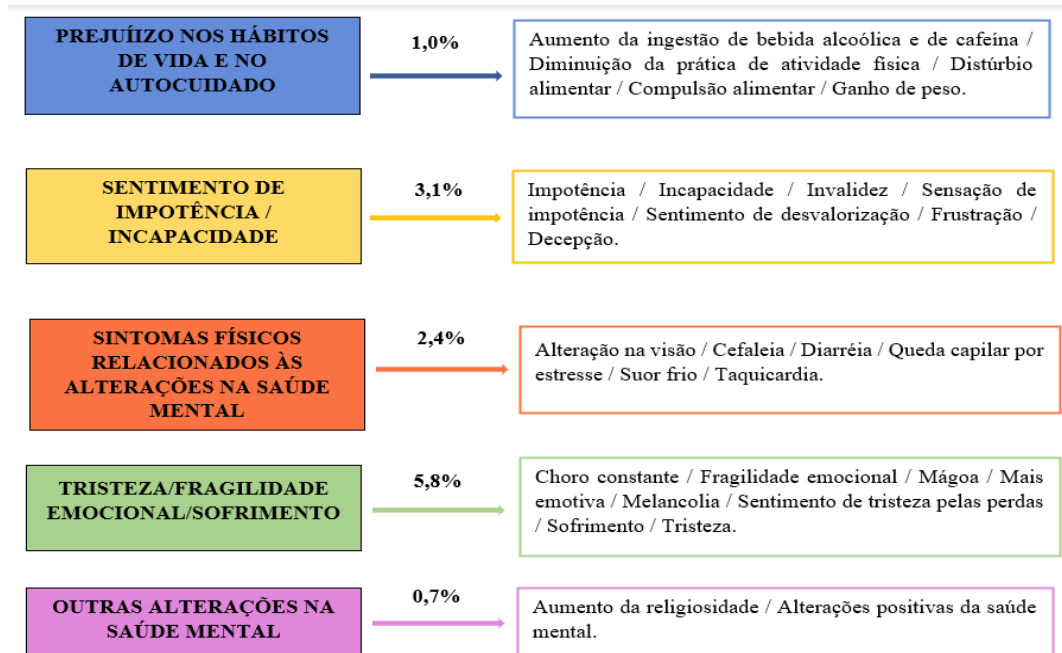 PREJUÍIZO NOS HÁBITOS
DE VIDA E NO
AUTOCUIDADO
1,0%
Aumento da ingestão de bebida alcoólica e de cafeína /
Diminuição da prática de atividade física / Distúrbio
alimentar / Compulsão alimentar / Ganho de peso.
SENTIMENTO DE
IMPOTÊNCIA /
INCAPACIDADE
3,1%
Impotência / Incapacidade / Invalidez / Sensação de
impotência / Sentimento de desvalorização / Frustração /
Decepção.
SINTOMAS FÍSICOS
RELACIONADOS ÀS
ALTERAÇÕES NA SAÚDE
MENTAL
2,4%
Alteração na visão / Cefaleia / Diarréia / Queda capilar por
estresse / Suor frio / Taquicardia.
TRISTEZA/FRAGILIDADE
EMOCIONAL/SOFRIMENTO
5,8%
Choro constante / Fragilidade emocional / Mágoa / Mais
emotiva / Melancolia / Sentimento de tristeza pelas perdas
/ Sofrimento / Tristeza.
OUTRAS ALTERAÇÕES NA
SAÚDE MENTAL
0,7%
Aumento da religiosidade / Alterações positivas da saúde
mental.